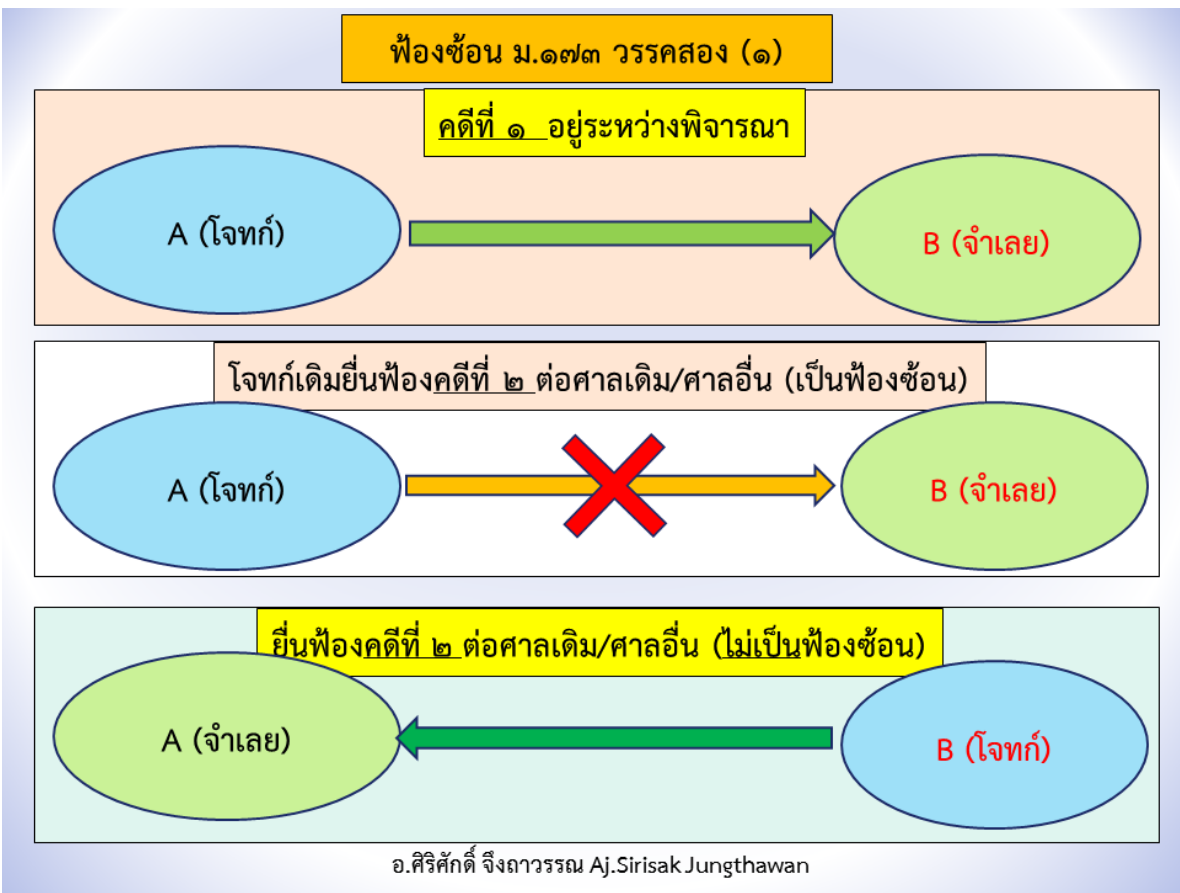 ฟ้องซ้อน ม.๑๗๓ วรรคสอง (๑)
คดีที่ ๑ อยู่ระหว่างพิจารณา
A (โจทก์)
B (จำเลย)
โจทก์เดิมยื่นฟ้องคดีที่ ๒ ต่อศาลเดิม/ศาลอื่น (เป็นฟ้องซ้อน)
A (โจทก์)
B (จำเลย)
ยื่นฟ้องคดีที่ ๒ ต่อศาลเดิม/ศาลอื่น (ไม่เป็นฟ้องซ้อน)
A (จำเลย)
B (โจทก์)
อ.ศิริศักดิ์ จึงถาวรรณ Aj.Sirisak Jungthawan